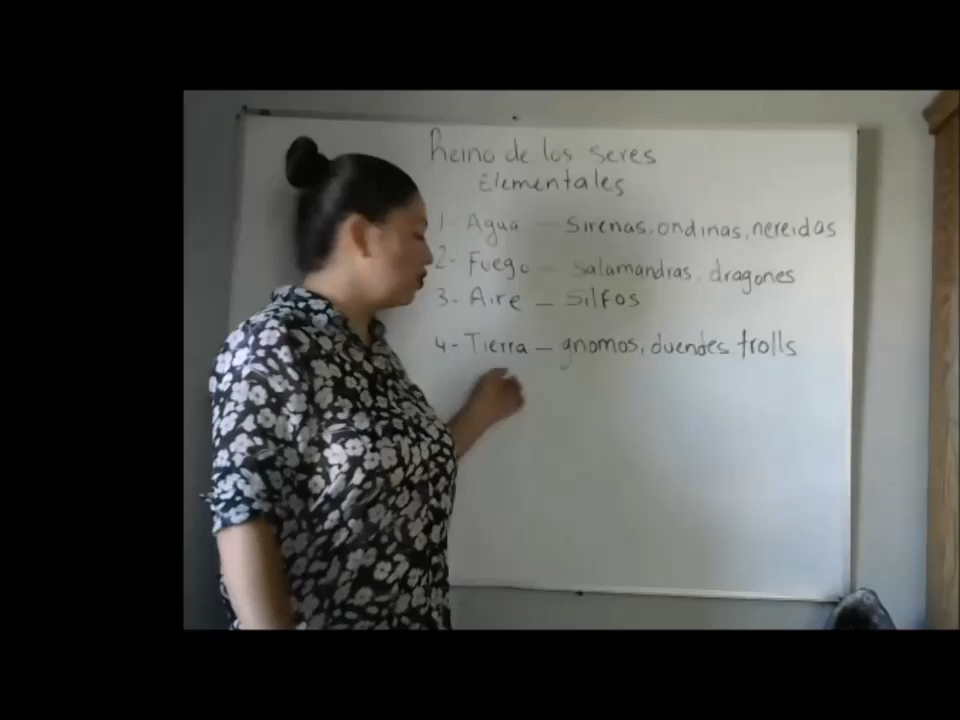 Reino de los seres
Elementales
1- Agua - Sirenas, ondinas, nereidas
2- Fuego - Salamandras, dragones
3- Aire - Silfos
4- Tierra - gnomos, duendes trolls